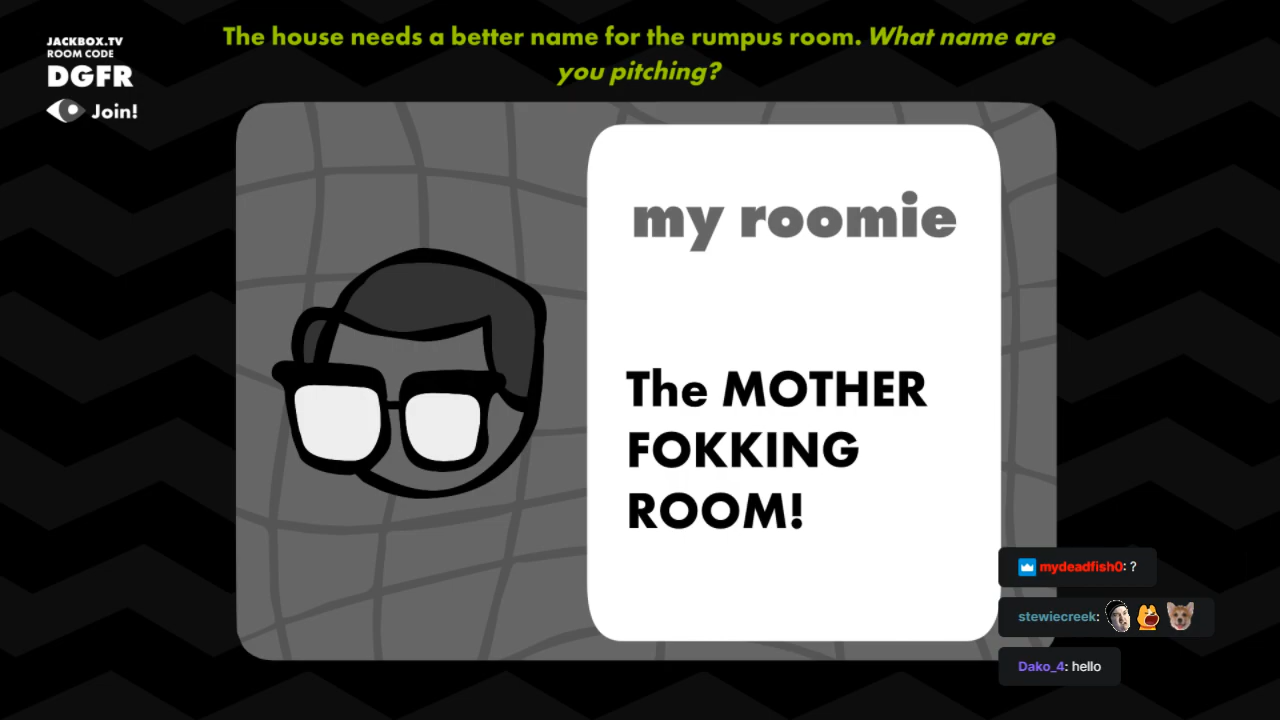 JACKBOX.TV
ROOM CODE
DGFR
Join!
The house needs a better name for the rumpus room. What name are
you pitching?
my roomie
The MOTHER
FOKKING
ROOM!
mydeadfish0: ?
stewiecreek:
Dako_4: hello